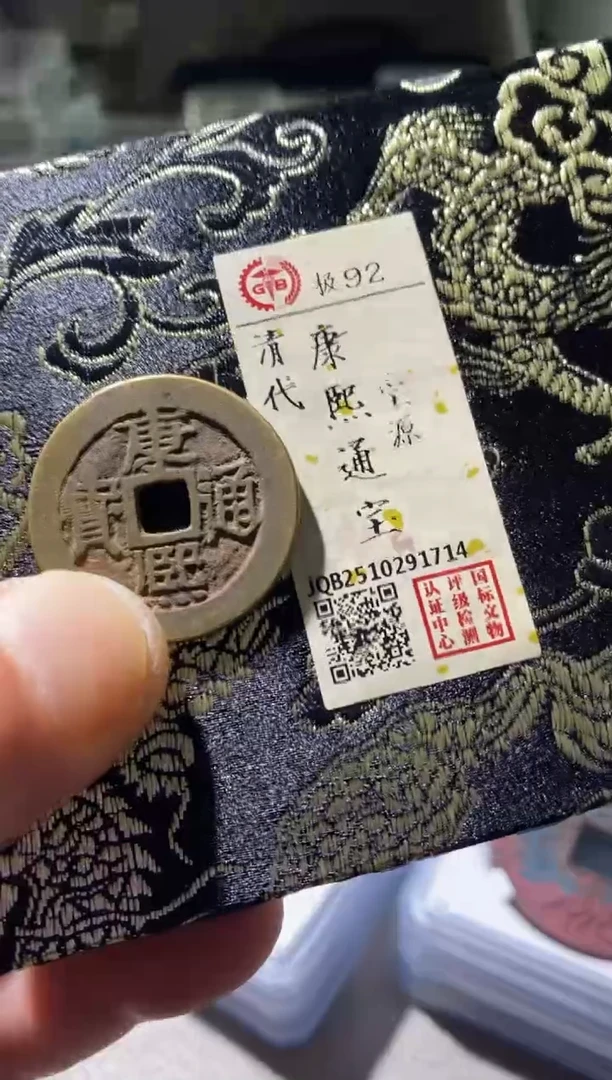 GTB
极92
清代
康熙通宝
宝源
JQB2510291714
国标文物
评级检测
认证中心
康熙通寶